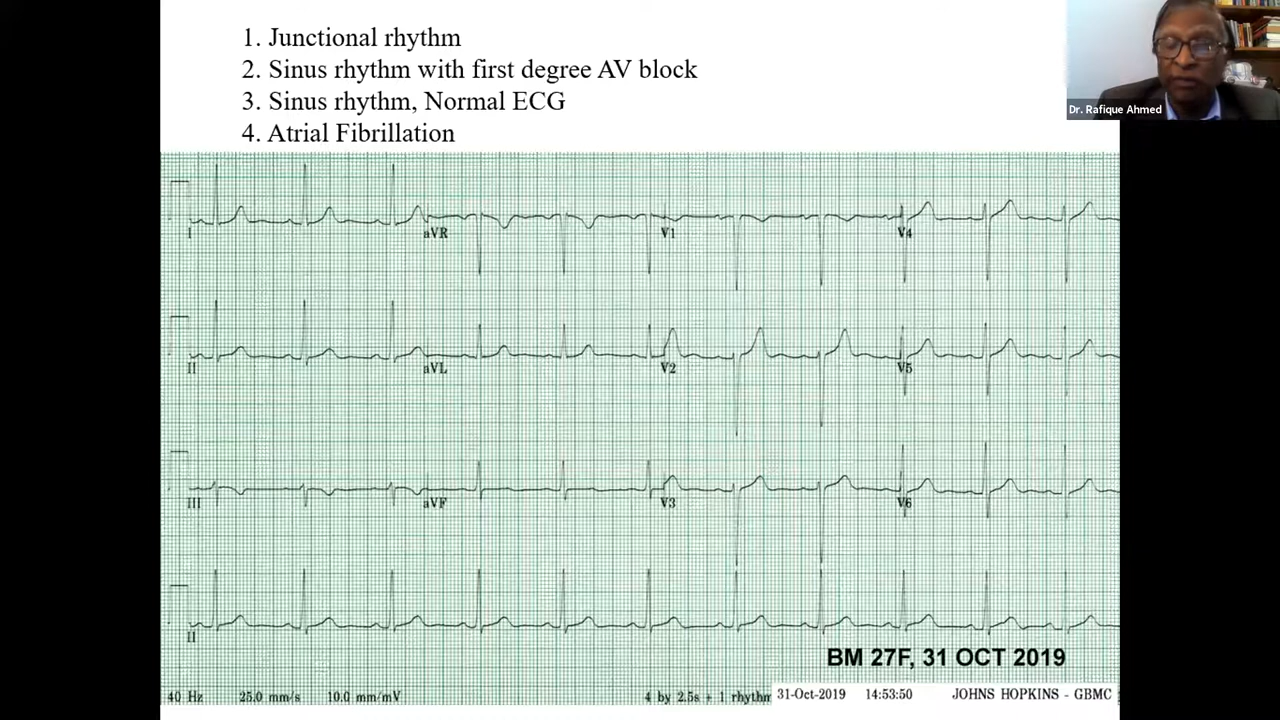 1. Junctional rhythm
2. Sinus rhythm with first degree AV block
3. Sinus rhythm, Normal ECG
4. Atrial Fibrillation
Dr. Rafique Ahmed
I aVR V1 V4
II aVL V2 V5
III aVF V3 V6
II
BM 27F, 31 OCT 2019
40 Hz 25.0 mm/s 10.0 mm/mV 4 by 2.5s + 1 rhythm 31-Oct-2019 14:53:50 JOHNS HOPKINS - GBMC